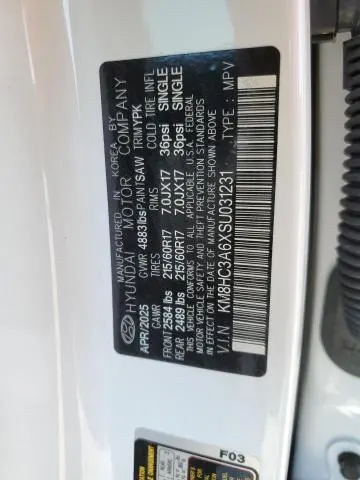 MANUFACTURED IN KOREA BY
HYUNDAI MOTOR COMPANY
APR/2025 GVWR 4883lbs PAINT SAW TRIM YPK
GAWR TIRE RIMS COLD TIRE INFL
FRONT 2584 lbs 215/60R17 7.0JX17 36psi SINGLE
REAR 2489 lbs 215/60R17 7.0JX17 36psi SINGLE
THIS VEHICLE CONFORMS TO ALL APPLICABLE U.S.A. FEDERAL
MOTOR VEHICLE SAFETY AND THEFT PREVENTION STANDARDS
IN EFFECT ON THE DATE OF MANUFACTURE SHOWN ABOVE
V.I.N : KM8HC3A6XSU031231 TYPE : MPV
F03